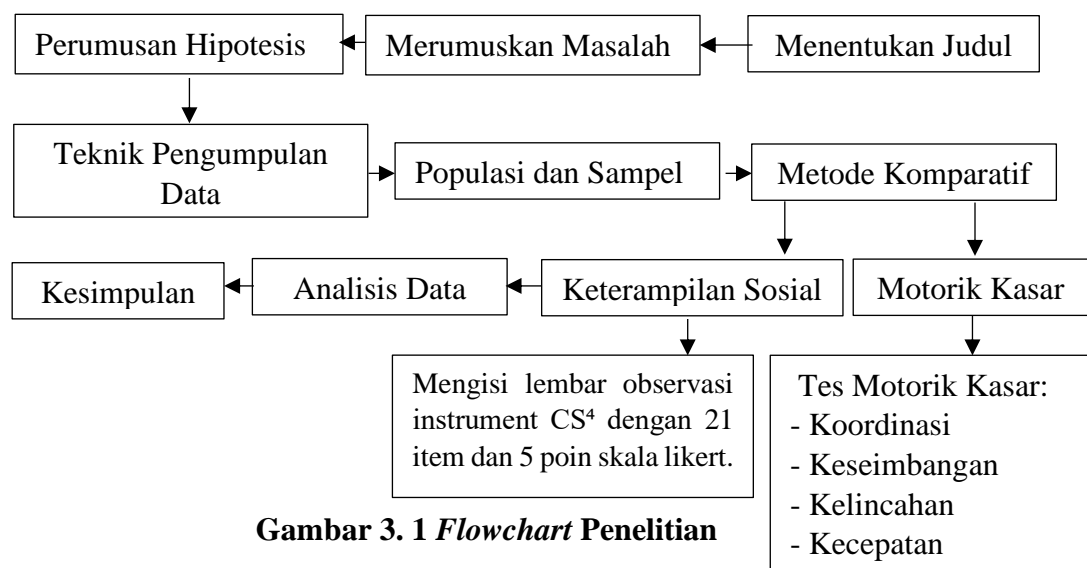 Menentukan Judul
Merumuskan Masalah
Perumusan Hipotesis
Teknik Pengumpulan
Data
Populasi dan Sampel
Metode Komparatif
Keterampilan Sosial
Motorik Kasar
Analisis Data
Kesimpulan
Mengisi lembar observasi
instrument CS⁴ dengan 21
item dan 5 poin skala likert.
Tes Motorik Kasar:
- Koordinasi
- Keseimbangan
- Kelincahan
- Kecepatan
Gambar 3. 1 Flowchart Penelitian